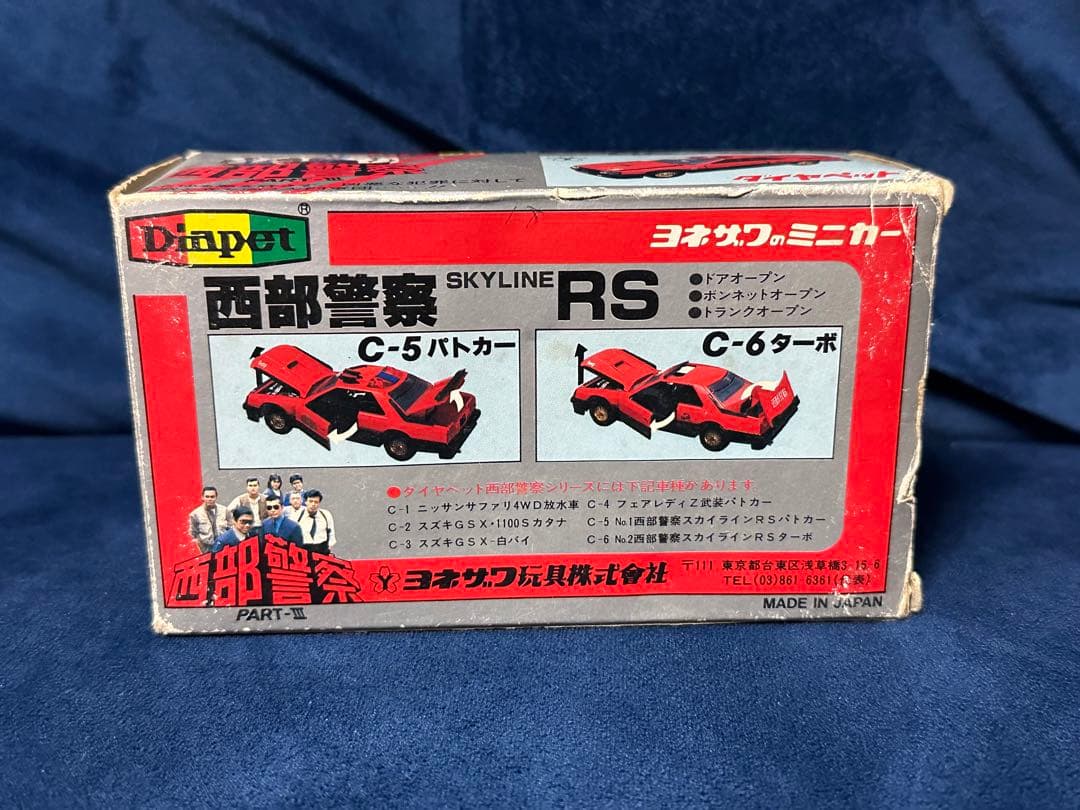 Diapet ®
ヨネザワのミニカー
西部警察 SKYLINE RS
●ドアオープン
●ボンネットオープン
●トランクオープン
C-5 パトカー
C-6 ターボ
●ダイヤペット西部警察シリーズには下記車種があります。
C-1 ニッサンサファリ4WD放水車
C-2 スズキGSX・1100Sカタナ
C-3 スズキGSX-白バイ
C-4 フェアレディZ武装パトカー
C-5 No.1西部警察スカイラインRSパトカー
C-6 No.2西部警察スカイラインRSターボ
西部警察
PART-III
ヨネザワ玩具株式會社
〒111 東京都台東区浅草橋3-15-6
TEL(03)861-6361(代表)
MADE IN JAPAN